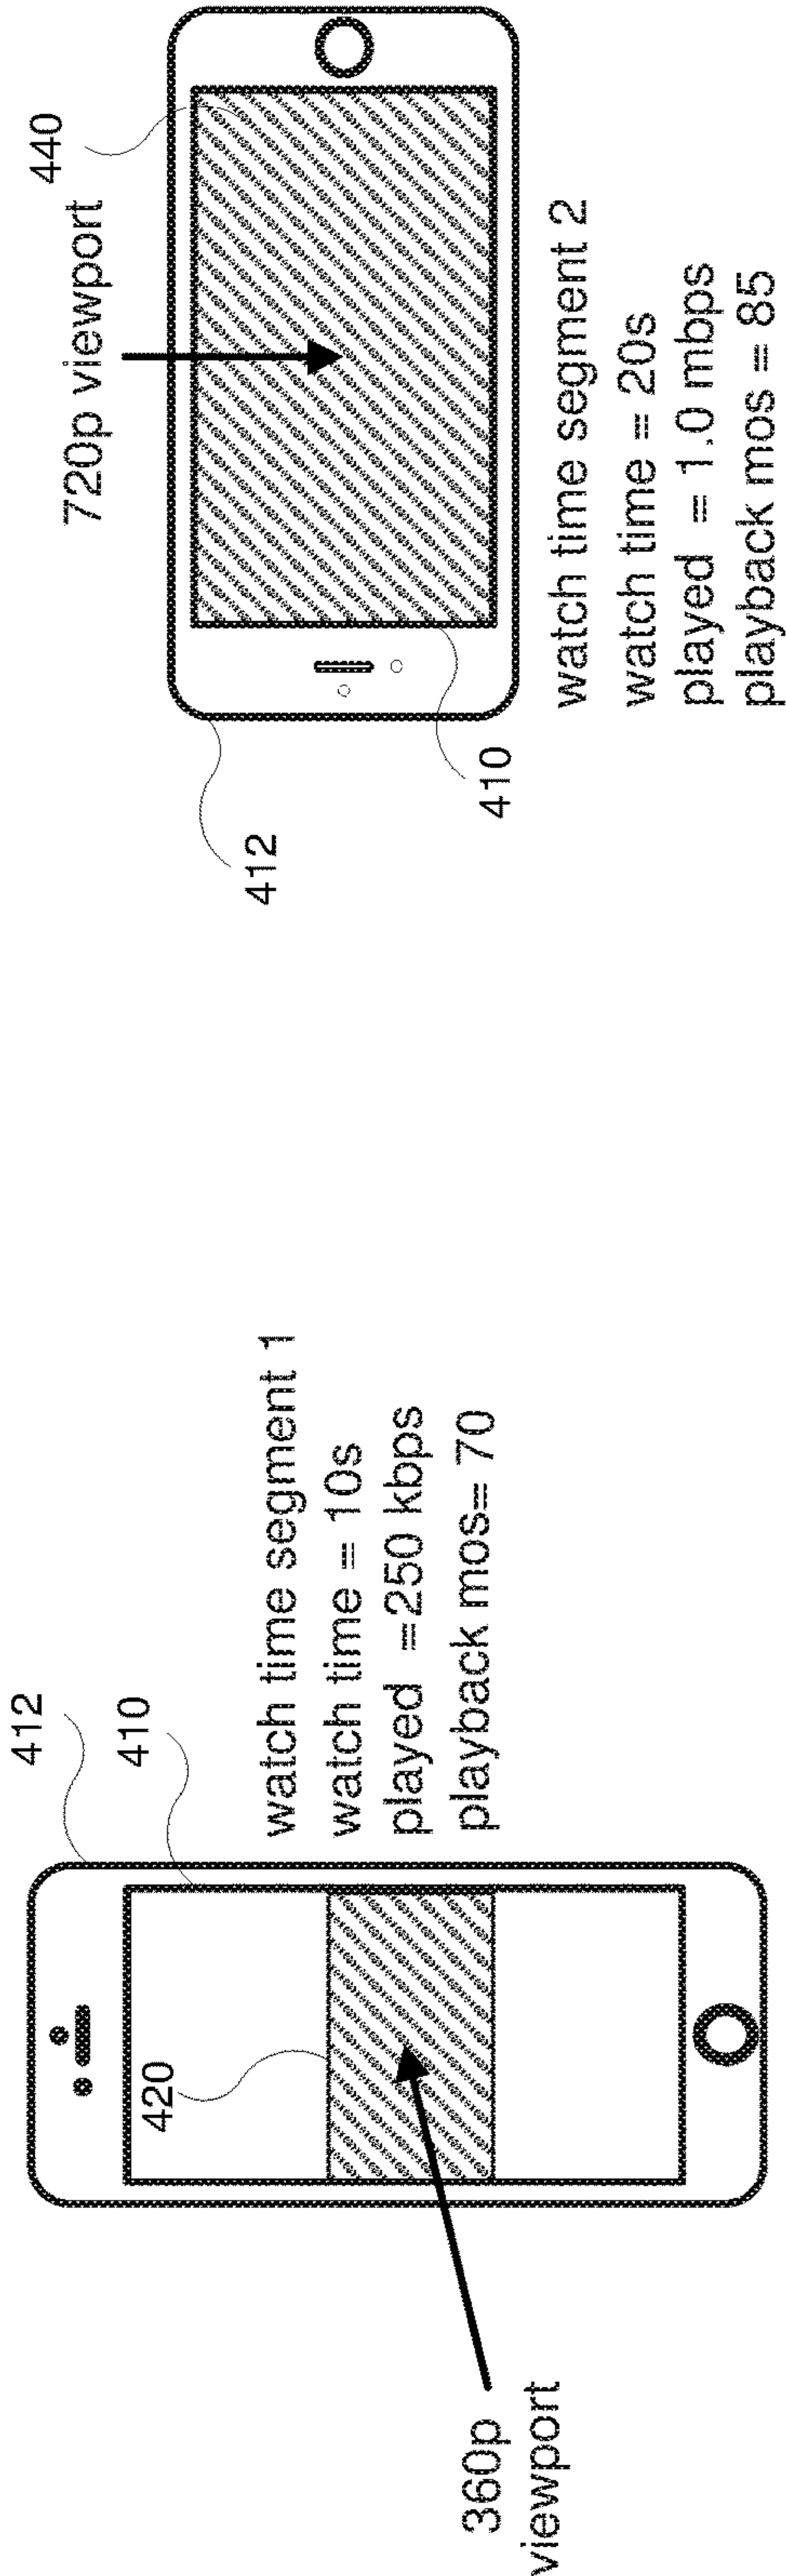 412
410
420
360p
viewport
watch time segment 1
watch time = 10s
played =250 kbps
playback mos= 70
720p viewport
440
412
410
watch time segment 2
watch time = 20s
played = 1.0 mbps
playback mos = 85